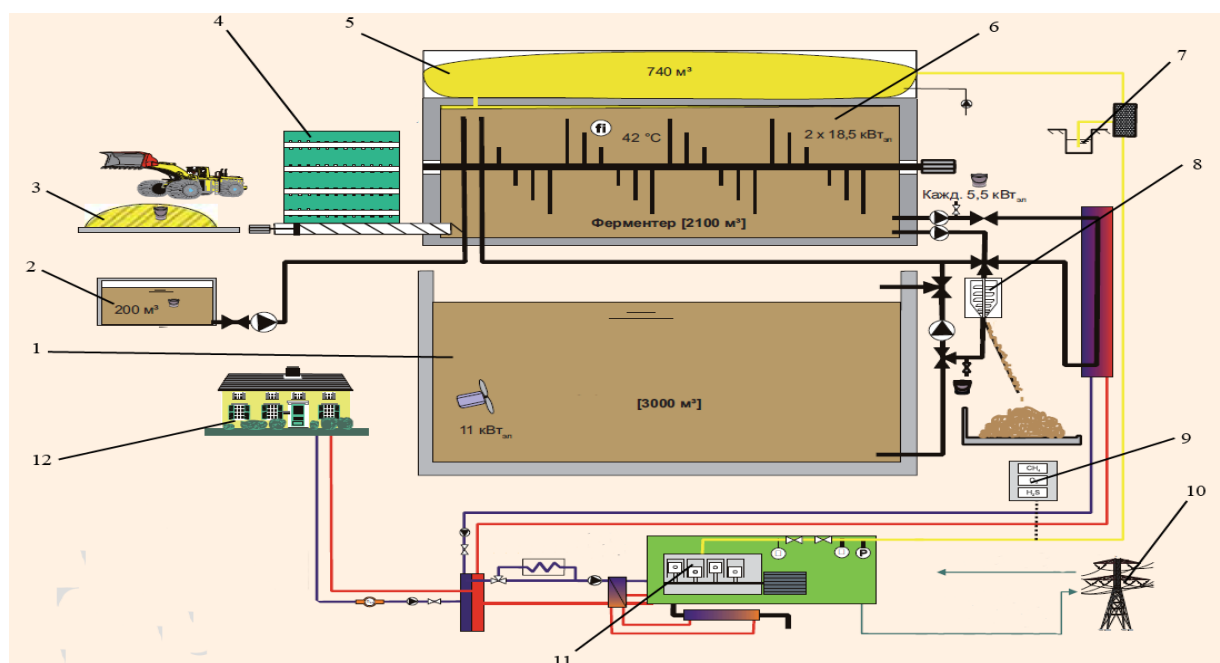 4
5
6
7
740 м³
fi
42 °C
2 x 18,5 кВтэл
8
3
Кажд. 5,5 кВтэл
Ферментер [2100 м³]
2
200 м³
1
[3000 м³]
11 кВтэл
12
9
CH₄
O₂
H₂S
10
P
11